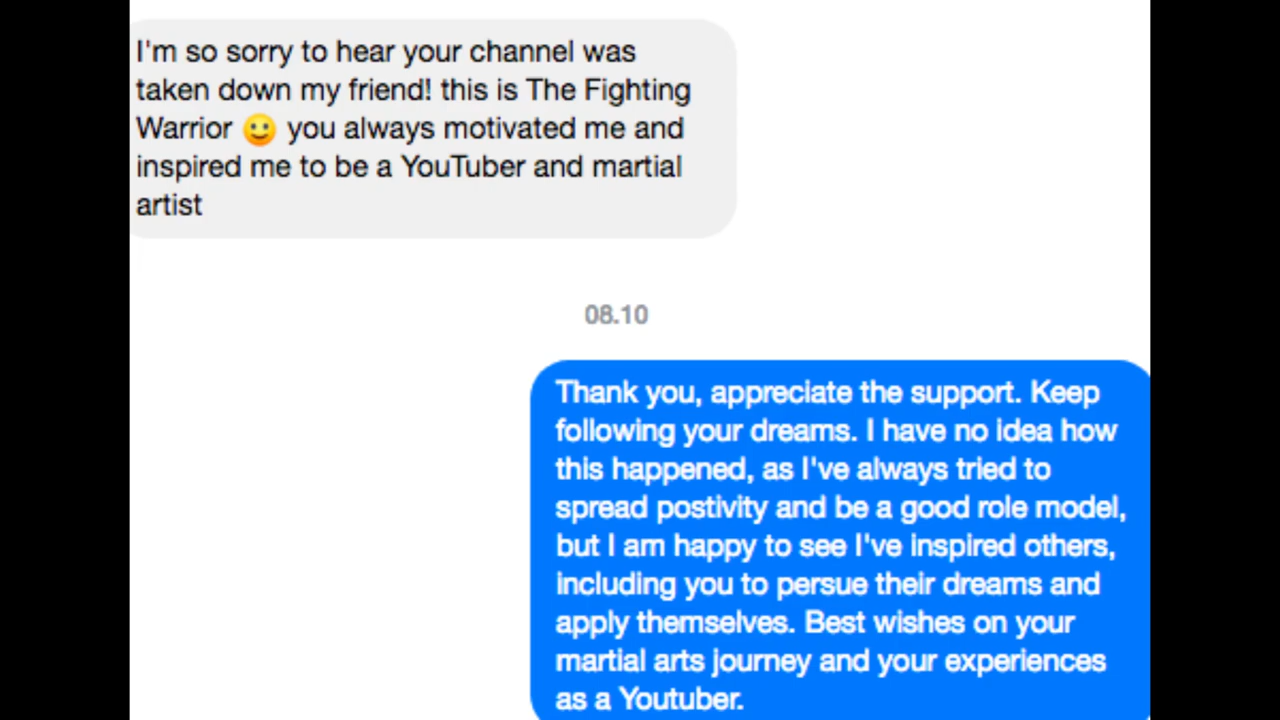 I'm so sorry to hear your channel was
taken down my friend! this is The Fighting
Warrior 🙂 you always motivated me and
inspired me to be a YouTuber and martial
artist
08.10
Thank you, appreciate the support. Keep
following your dreams. I have no idea how
this happened, as I've always tried to
spread postivity and be a good role model,
but I am happy to see I've inspired others,
including you to persue their dreams and
apply themselves. Best wishes on your
martial arts journey and your experiences
as a Youtuber.